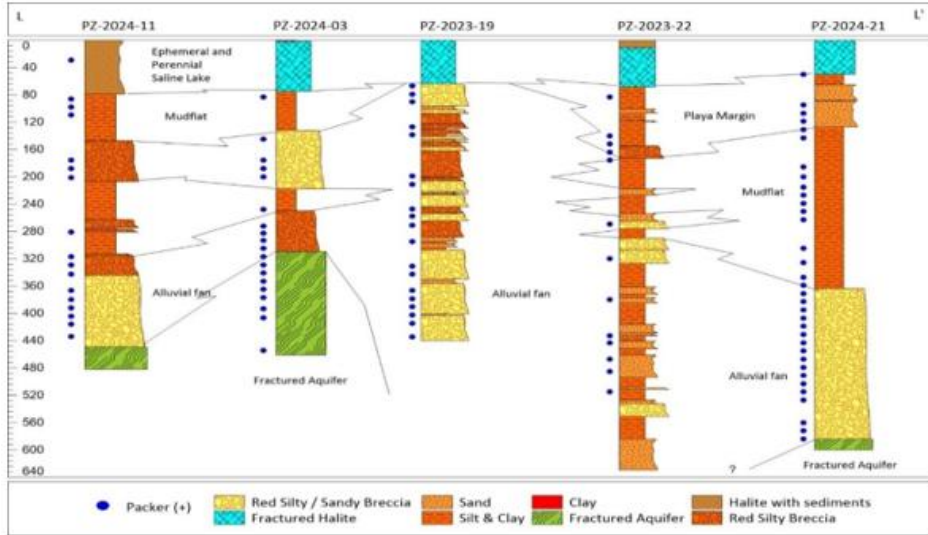 L L'
PZ-2024-11 PZ-2024-03 PZ-2023-19 PZ-2023-22 PZ-2024-21
0
40
80
120
160
200
240
280
320
360
400
440
480
520
560
600
640
Ephemeral and
Perennial
Saline Lake
Mudflat
Alluvial fan
Fractured Aquifer
Alluvial fan
Playa Margin
Mudflat
Alluvial fan
?
Fractured Aquifer
Packer (+)
Red Silty / Sandy Breccia
Sand
Clay
Halite with sediments
Fractured Halite
Silt & Clay
Fractured Aquifer
Red Silty Breccia